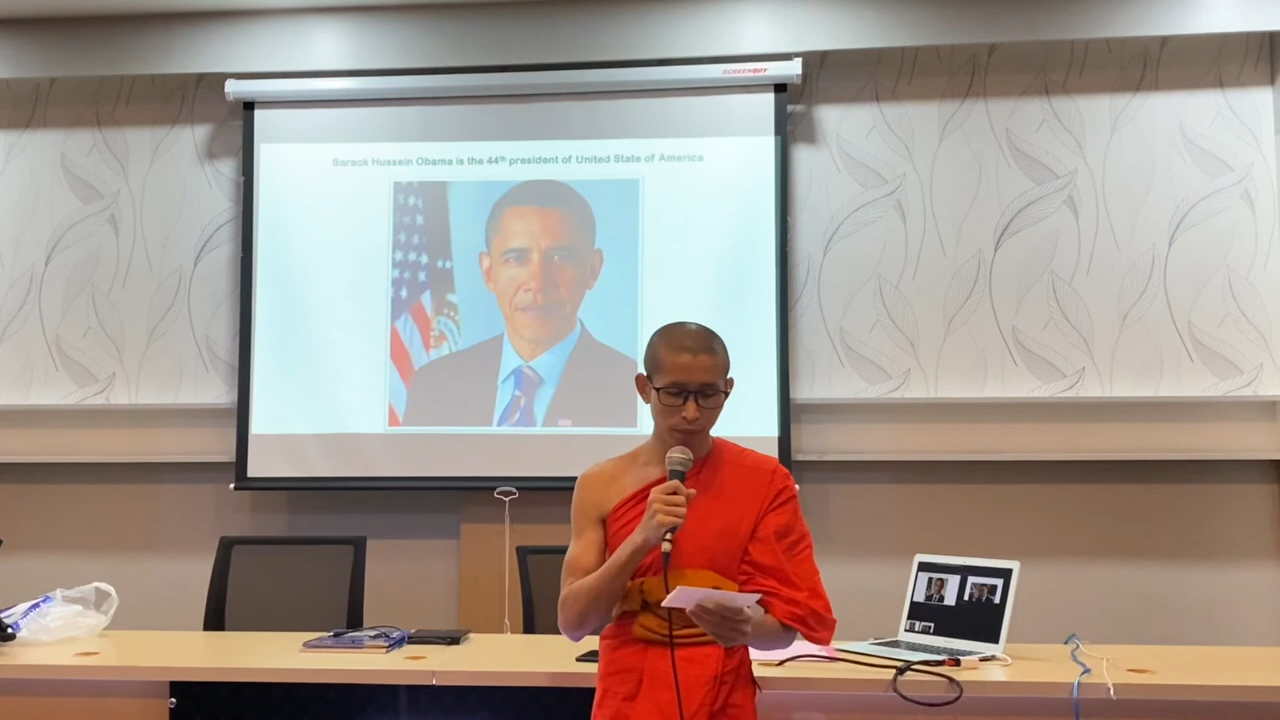 SCREENBOY
Barack Hussein Obama is the 44th president of United State of America